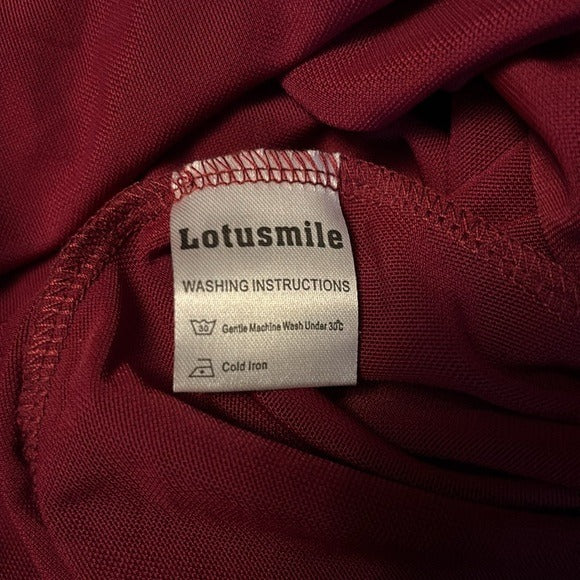 Lotusmile
WASHING INSTRUCTIONS
30 Gentle Machine Wash Under 30℃
Cold Iron